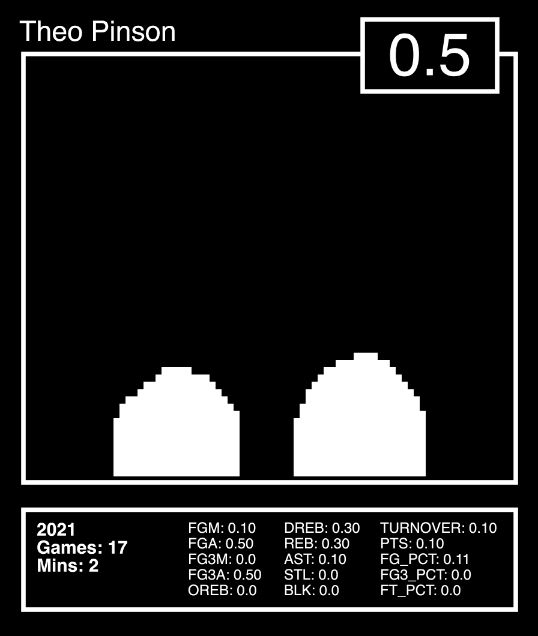 Theo Pinson
0.5
2021
Games: 17
Mins: 2
FGM: 0.10
FGA: 0.50
FG3M: 0.0
FG3A: 0.50
OREB: 0.0
DREB: 0.30
REB: 0.30
AST: 0.10
STL: 0.0
BLK: 0.0
TURNOVER: 0.10
PTS: 0.10
FG_PCT: 0.11
FG3_PCT: 0.0
FT_PCT: 0.0